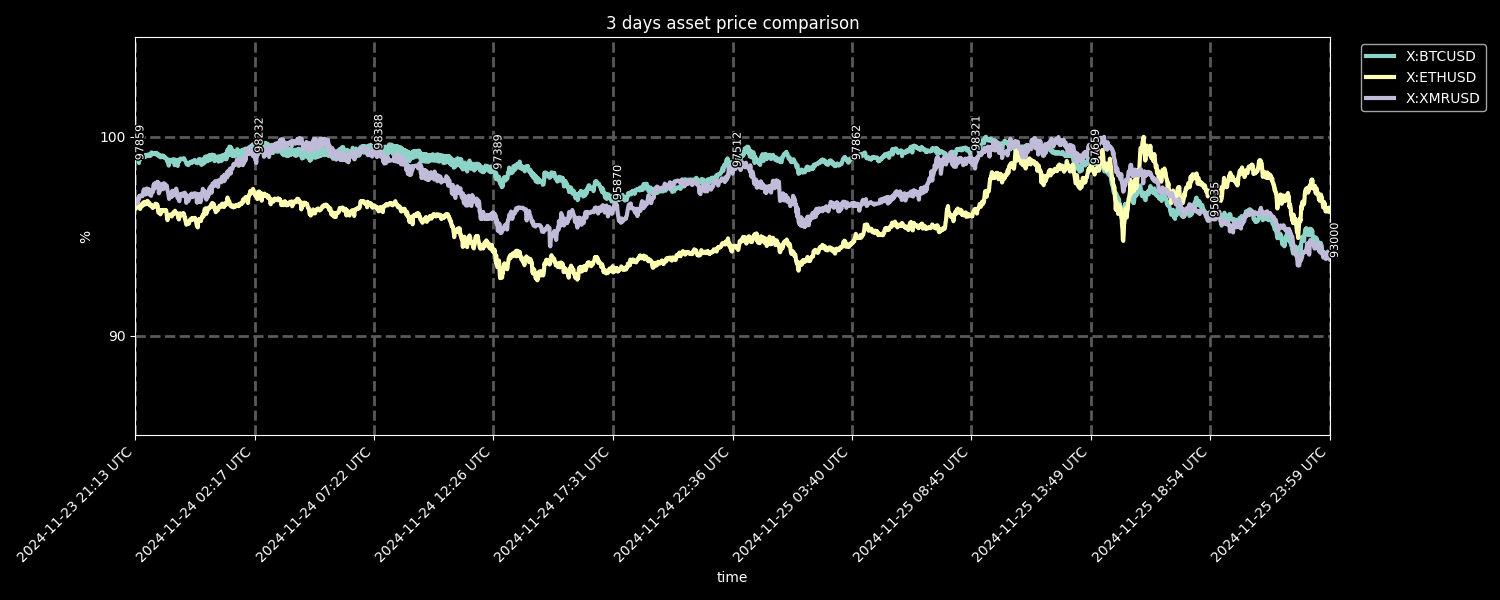 3 days asset price comparison
X:BTCUSD
X:ETHUSD
X:XMRUSD
100
90
%
97859
98232
98388
97389
95870
97512
97862
98321
97659
95035
93000
2024-11-23 21:13 UTC
2024-11-24 02:17 UTC
2024-11-24 07:22 UTC
2024-11-24 12:26 UTC
2024-11-24 17:31 UTC
2024-11-24 22:36 UTC
2024-11-25 03:40 UTC
2024-11-25 08:45 UTC
2024-11-25 13:49 UTC
2024-11-25 18:54 UTC
2024-11-25 23:59 UTC
time